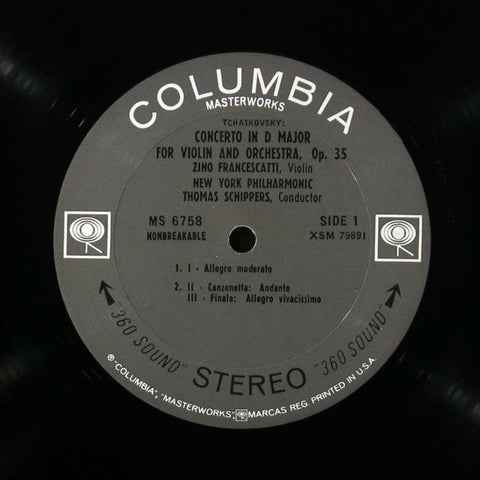 COLUMBIA
MASTERWORKS
TCHAIKOVSKY:
CONCERTO IN D MAJOR
FOR VIOLIN AND ORCHESTRA, Op. 35
ZINO FRANCESCATTI, Violin
NEW YORK PHILHARMONIC
THOMAS SCHIPPERS, Conductor
MS 6758 SIDE 1
NONBREAKABLE XSM 79891
1. I - Allegro moderato
2. II - Canzonetta: Andante
III - Finale: Allegro vivacissimo
"360 SOUND" STEREO "360 SOUND"
® "COLUMBIA", "MASTERWORKS", MARCAS REG. PRINTED IN U.S.A.